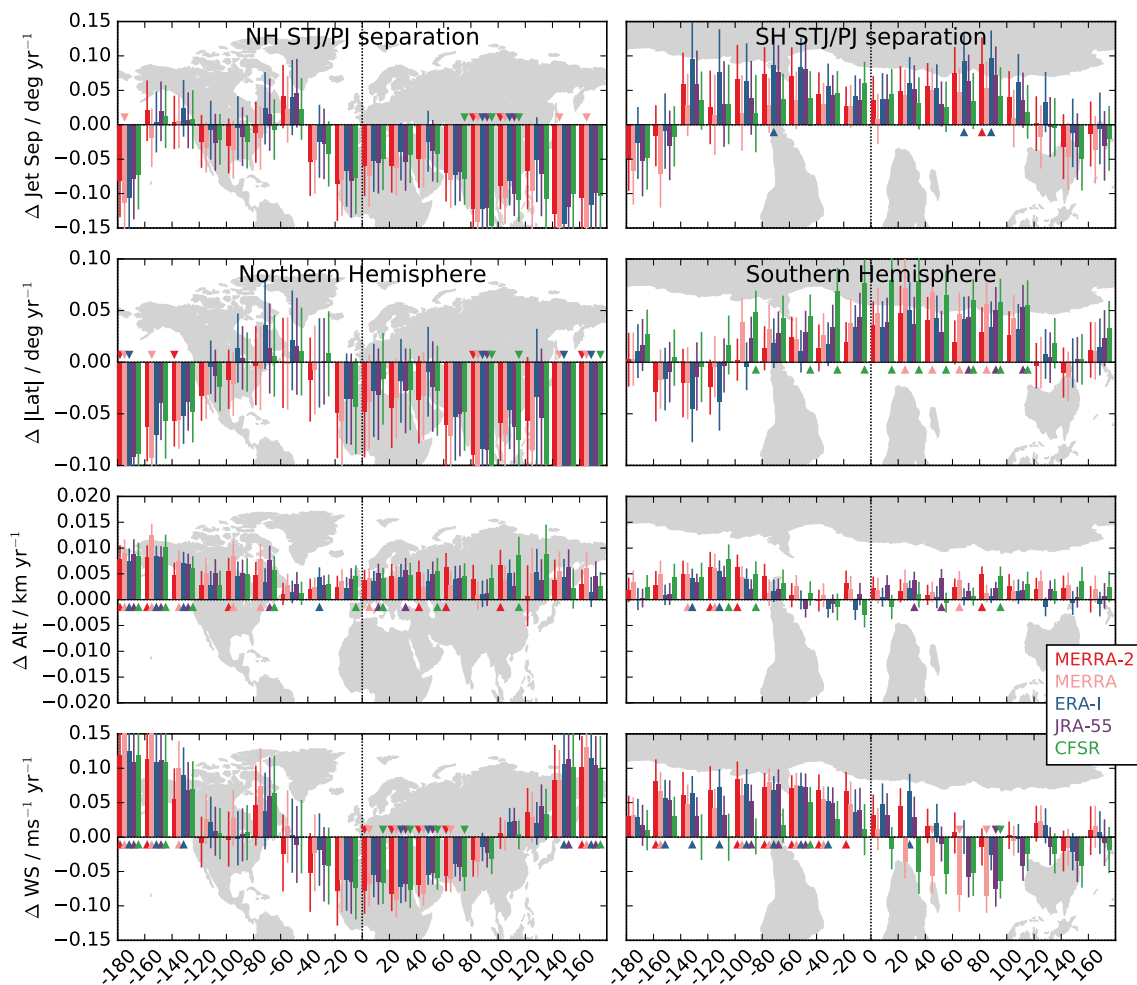 NH STJ/PJ separation
SH STJ/PJ separation
Δ Jet Sep / deg yr⁻¹
0.15
0.10
0.05
0.00
−0.05
−0.10
−0.15
Northern Hemisphere
Southern Hemisphere
Δ |Lat| / deg yr⁻¹
0.10
0.05
0.00
−0.05
−0.10
Δ Alt / km yr⁻¹
0.020
0.015
0.010
0.005
0.000
−0.005
−0.010
−0.015
−0.020
MERRA-2
MERRA
ERA-I
JRA-55
CFSR
Δ WS / ms⁻¹ yr⁻¹
0.15
0.10
0.05
0.00
−0.05
−0.10
−0.15
-180 -160 -140 -120 -100 -80 -60 -40 -20 0 20 40 60 80 100 120 140 160
-180 -160 -140 -120 -100 -80 -60 -40 -20 0 20 40 60 80 100 120 140 160